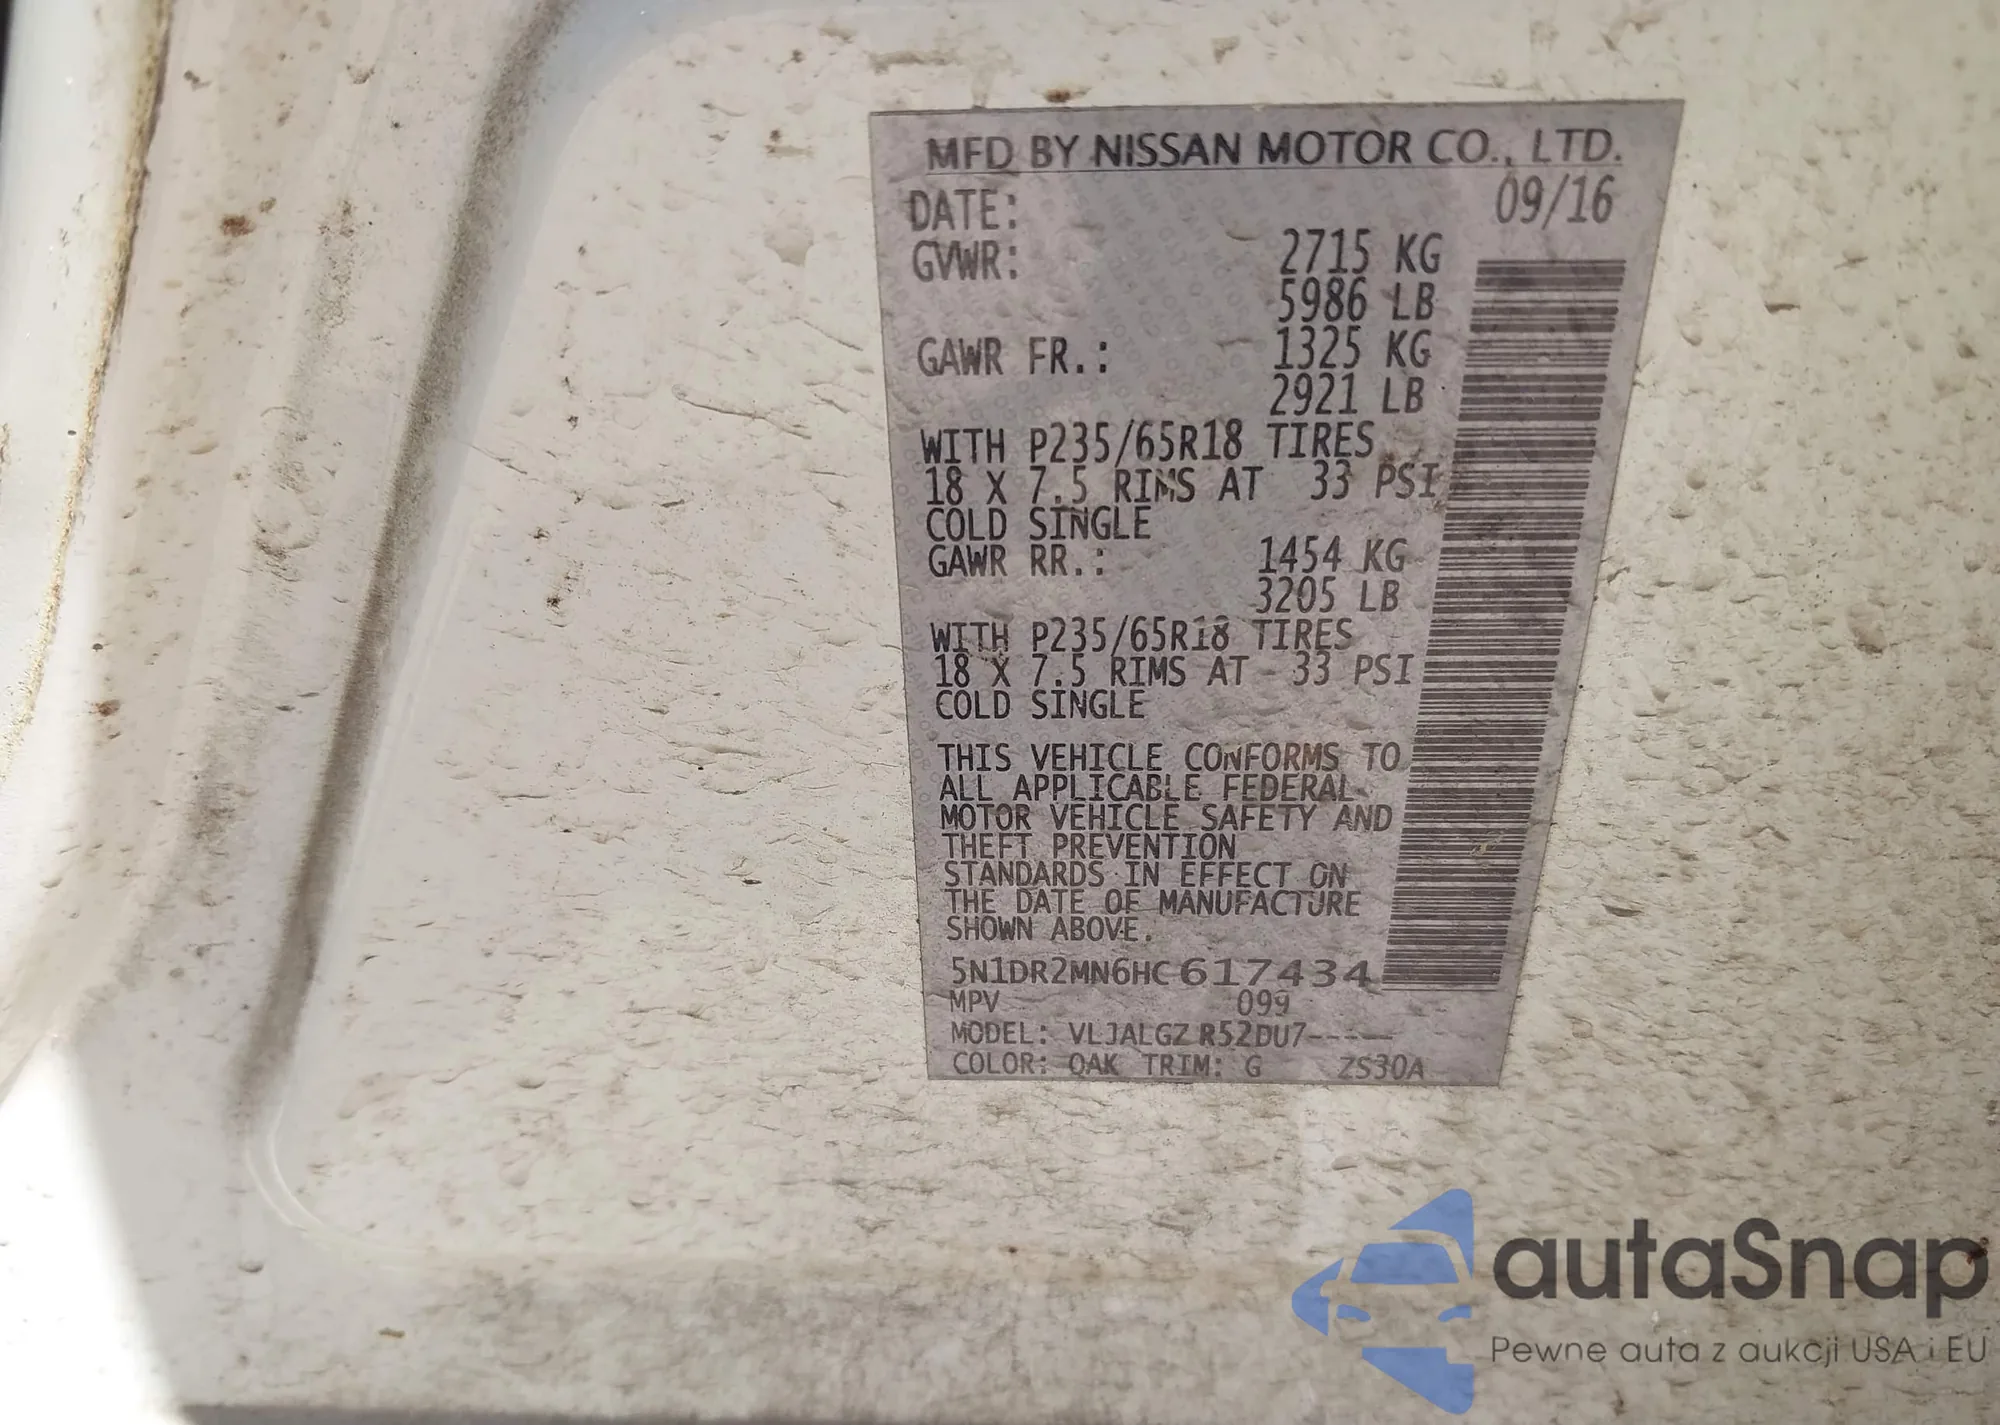 MFD BY NISSAN MOTOR CO., LTD.
DATE: 09/16
GVWR: 2715 KG
5986 LB
GAWR FR.: 1325 KG
2921 LB
WITH P235/65R18 TIRES
18 X 7.5 RIMS AT 33 PSI
COLD SINGLE
GAWR RR.: 1454 KG
3205 LB
WITH P235/65R18 TIRES
18 X 7.5 RIMS AT 33 PSI
COLD SINGLE
THIS VEHICLE CONFORMS TO
ALL APPLICABLE FEDERAL
MOTOR VEHICLE SAFETY AND
THEFT PREVENTION
STANDARDS IN EFFECT ON
THE DATE OF MANUFACTURE
SHOWN ABOVE.
5N1DR2MN6HC617434
MPV 099
MODEL: VLJALGZ R52DU7-----
COLOR: QAK TRIM: G ZS30A
autaSnap
Pewne auta z aukcji USA i EU